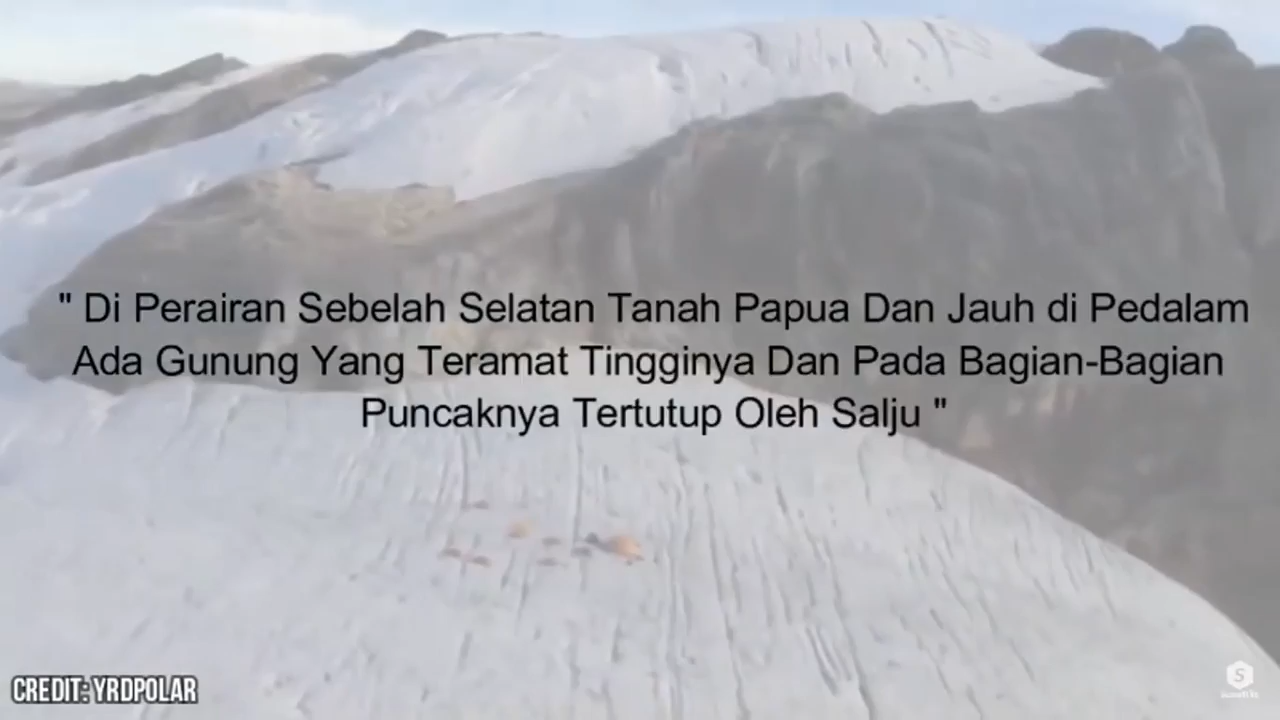 " Di Perairan Sebelah Selatan Tanah Papua Dan Jauh di Pedalam
Ada Gunung Yang Teramat Tingginya Dan Pada Bagian-Bagian
Puncaknya Tertutup Oleh Salju "
CREDIT: YRDPOLAR
S